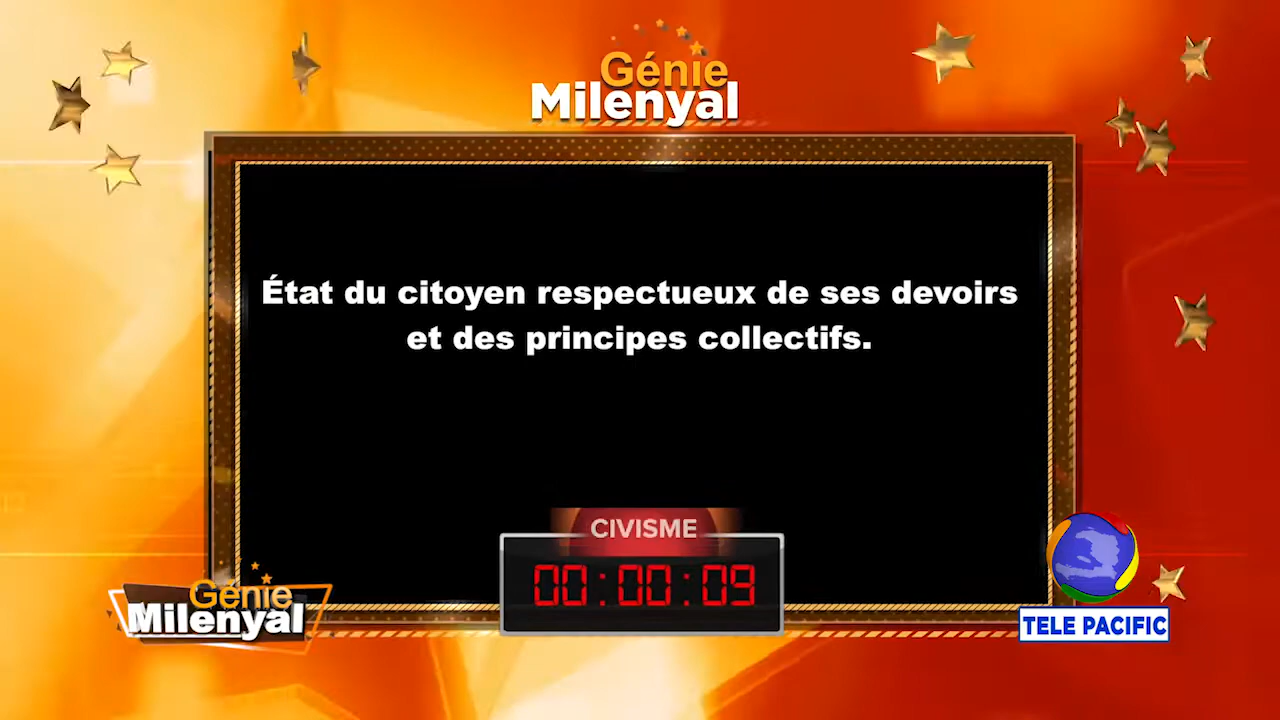 Génie
Milenyal
État du citoyen respectueux de ses devoirs
et des principes collectifs.
CIVISME
00:00:09
Génie
Milenyal
TELE PACIFIC